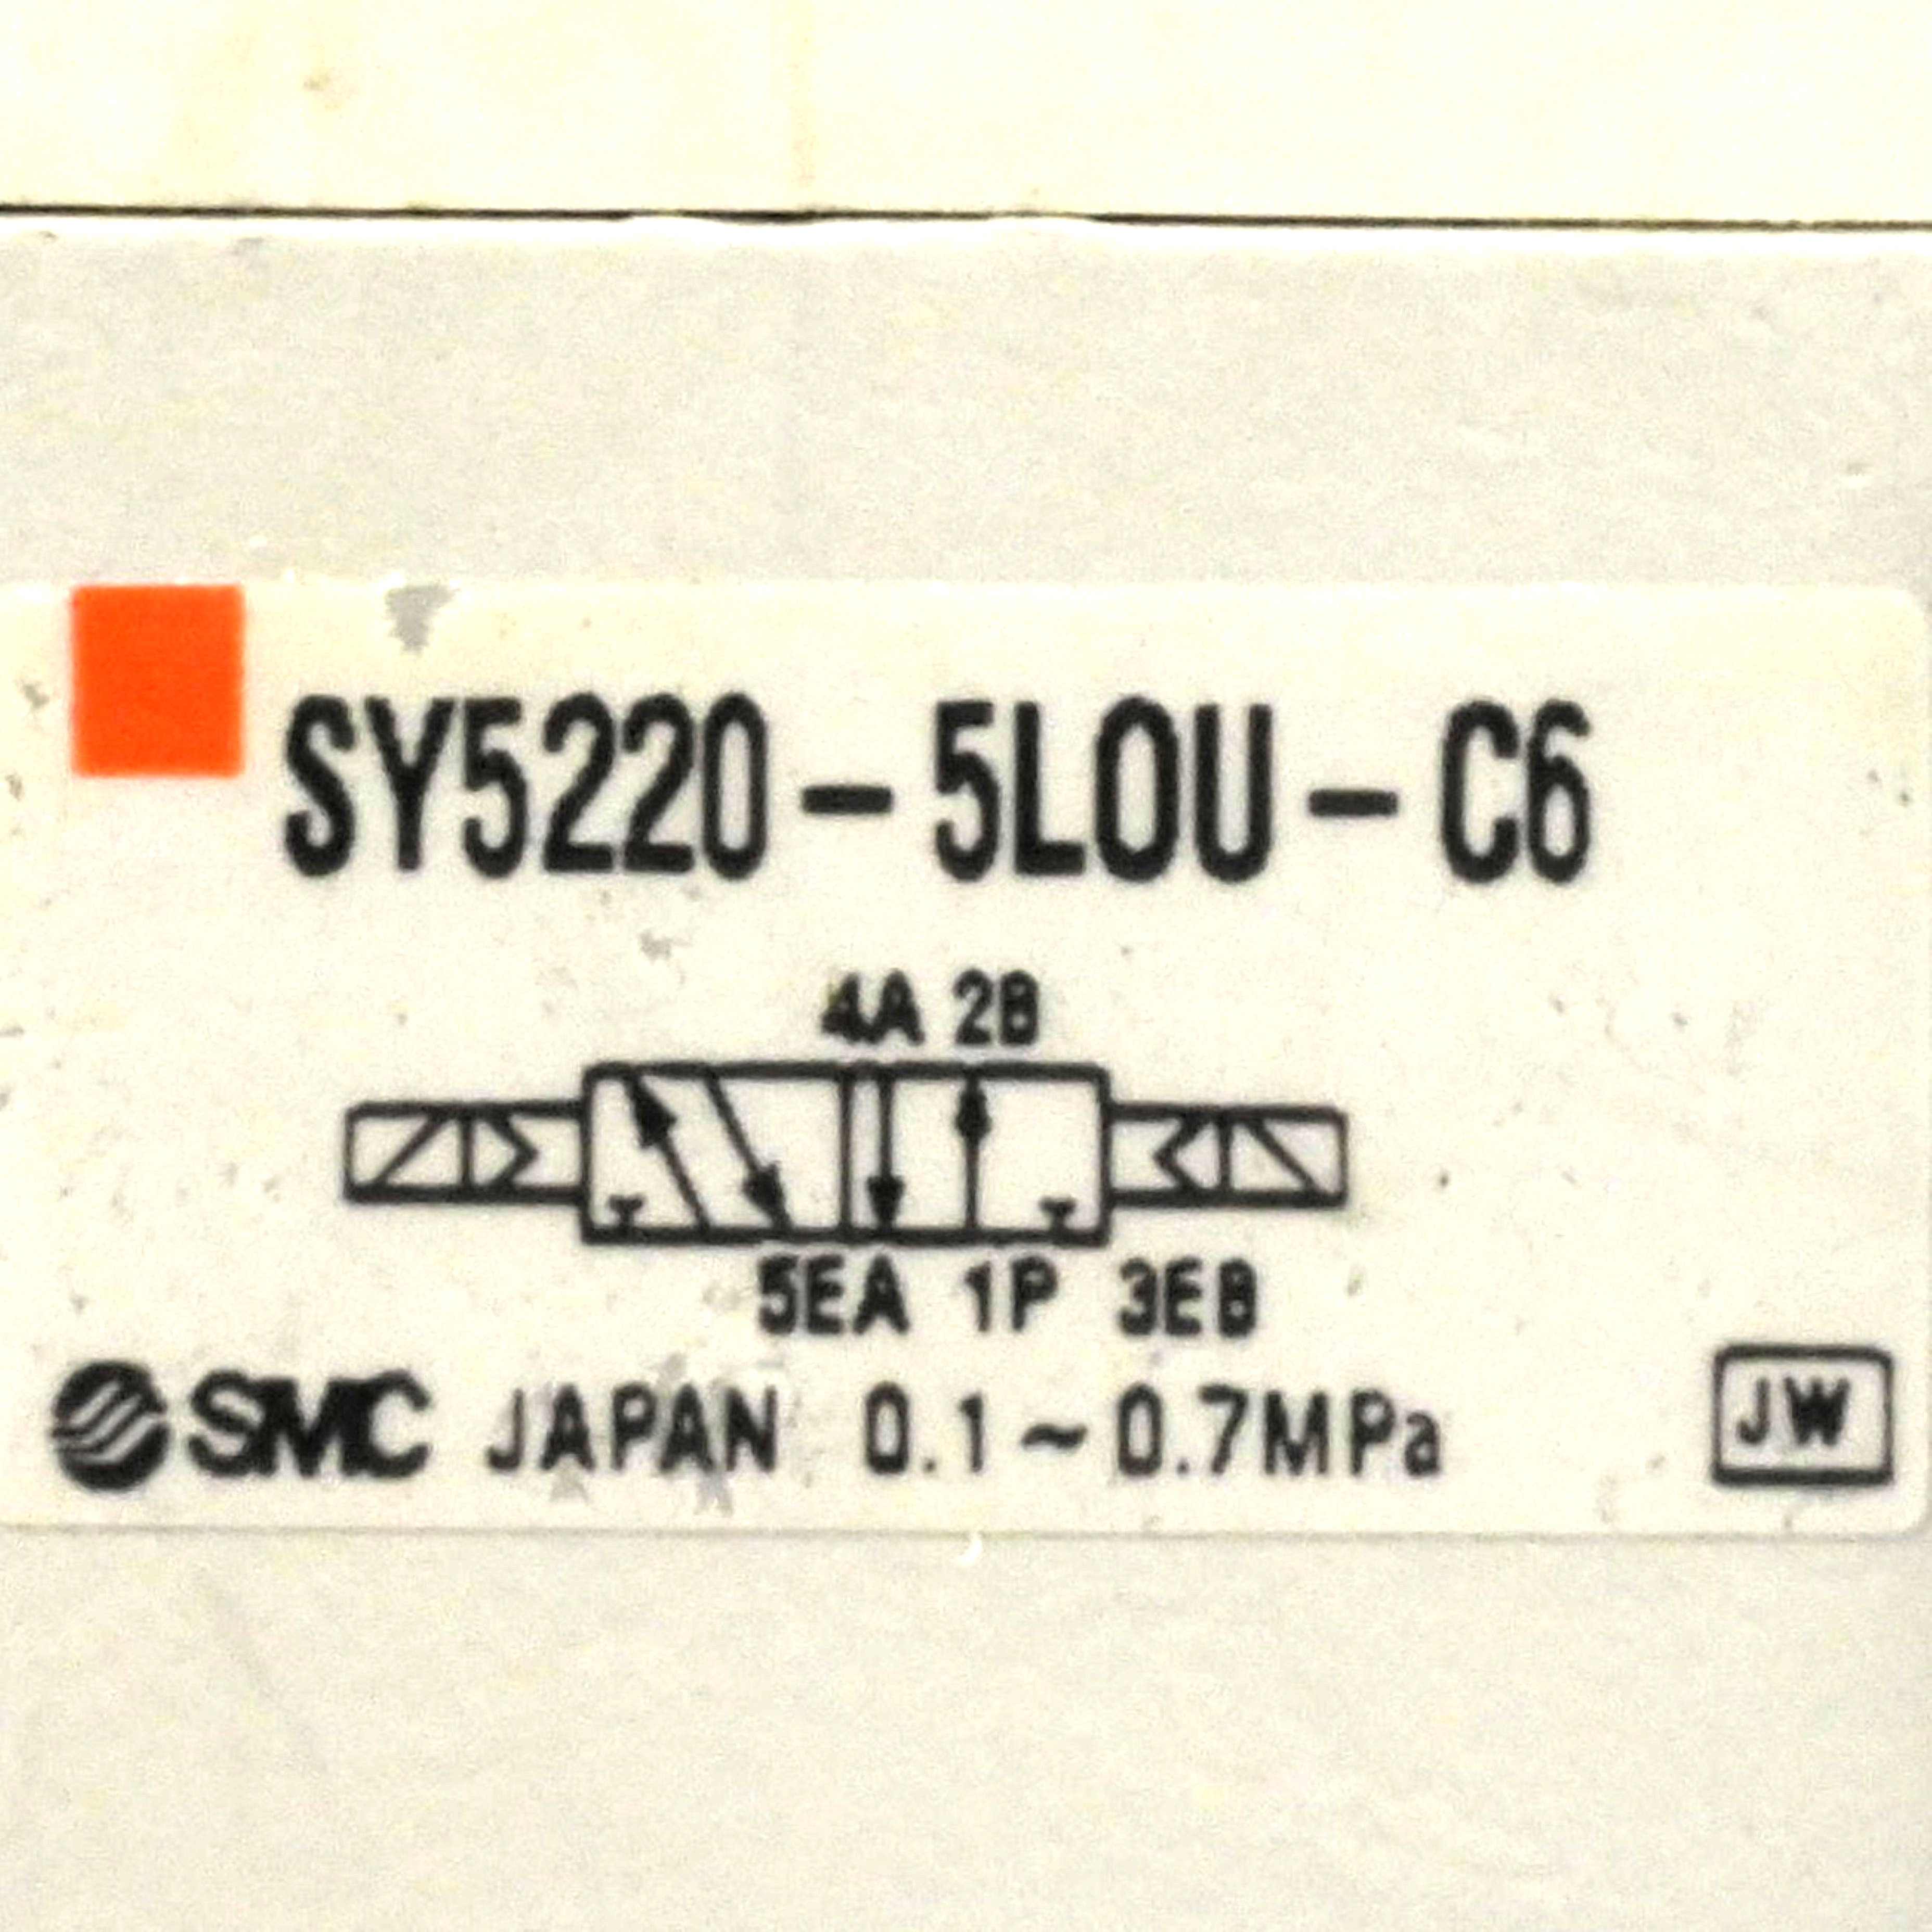 SY5220-5LOU-C6
4A 2B
5EA 1P 3EB
SMC JAPAN 0.1~0.7MPa JW